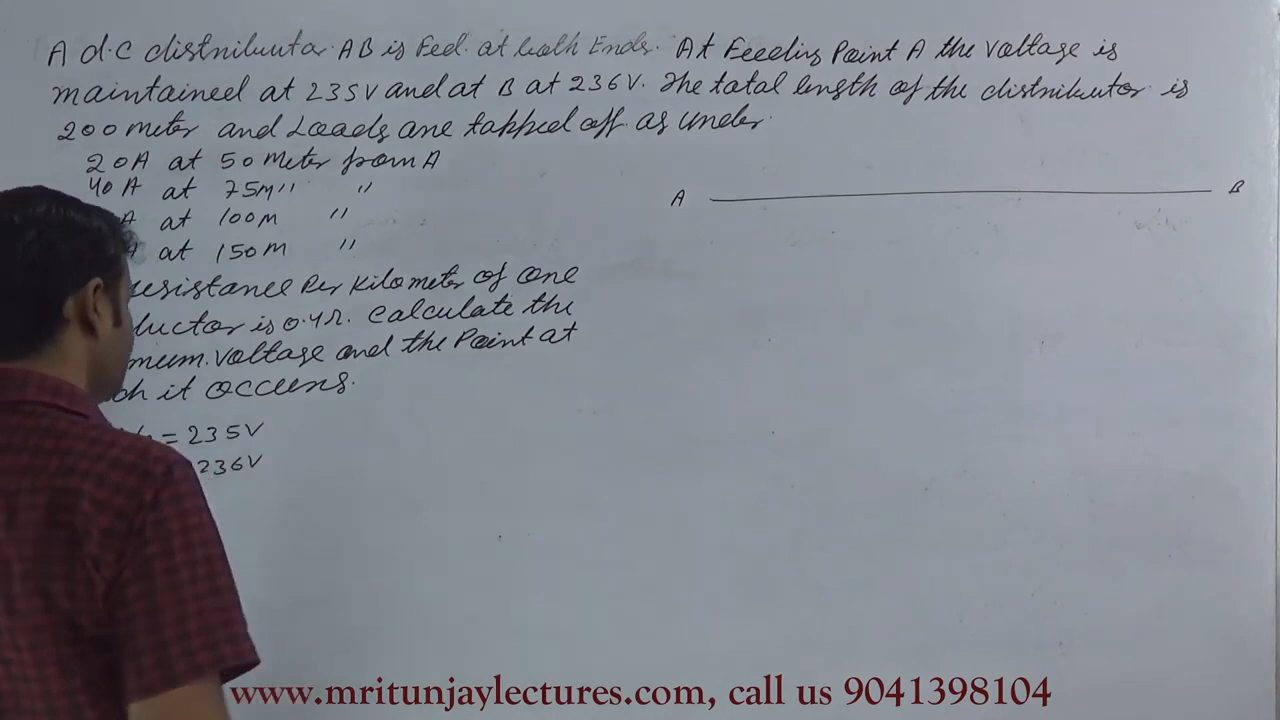 A d.c distributor AB is Fed at both Ends. At Feeding Point A the voltage is
maintained at 235V and at B at 236V. The total length of the distributor is
200 meter and Loads are tapped off as under.
20A at 50 Meter from A
40 A at 75M " "
A at 100m "
at 150m "
resistance Per Kilometer of one
ductor is 0.4Ω. Calculate the
mum. Voltage and the Point at
ch it occurs.
= 235V
236V
A
B
www.mritunjaylectures.com, call us 9041398104